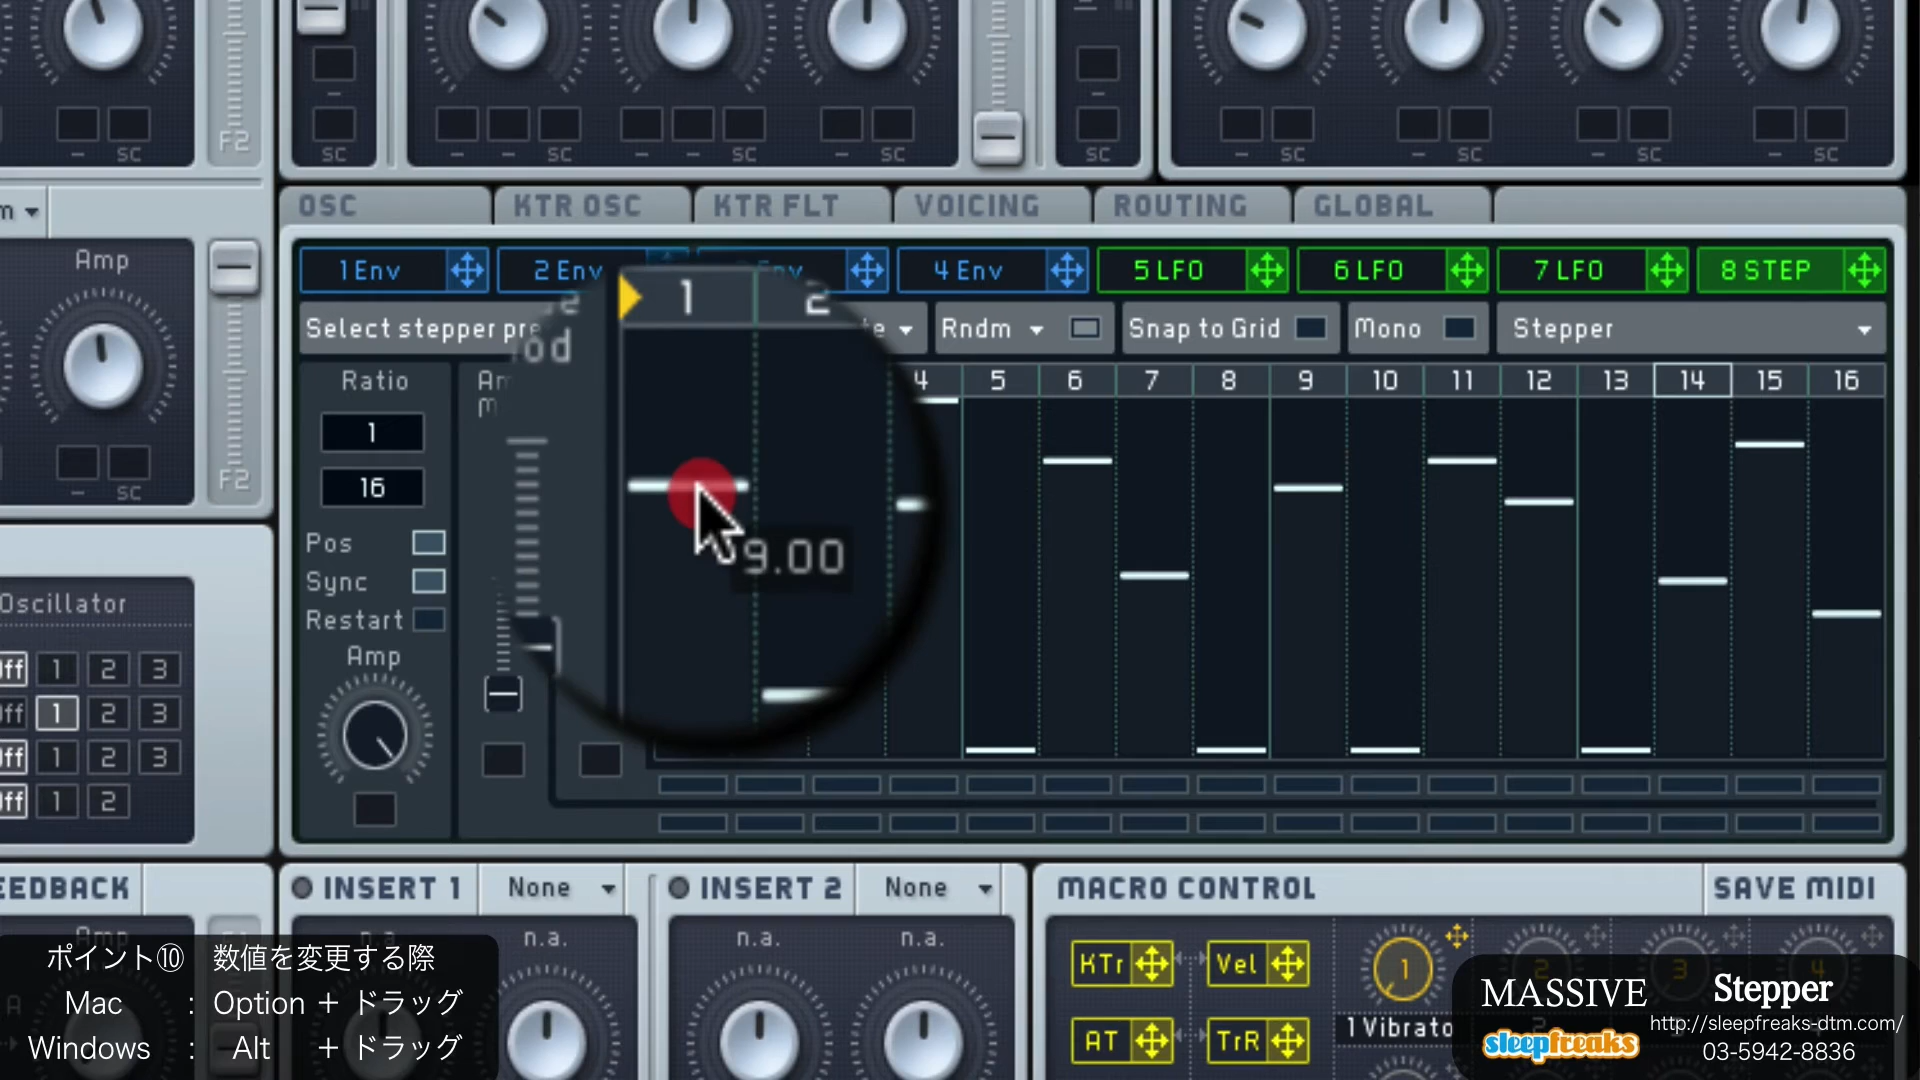 F2
SC
SC
SC
SC
SC
SC
SC
SC
SC
SC
OSC
KTR OSC
KTR FLT
VOICING
ROUTING
GLOBAL
Amp
1 Env
2 Env
Env
4 Env
5 LFO
6 LFO
7 LFO
8 STEP
Select stepper
Rndm
Snap to Grid
Mono
Stepper
1
2
4
5
6
7
8
9
10
11
12
13
14
15
16
Ratio
1
16
9.00
F2
SC
Pos
Sync
Restart
Amp
Oscillator
1 2 3
1 2 3
1 2 3
1 2
INSERT 1
None
INSERT 2
None
MACRO CONTROL
SAVE MIDI
Amp
n.a.
n.a.
n.a.
n.a.
KTr
Vel
1
2
3
4
AT
TrR
1 Vibrato
ポイント⑩ 数値を変更する際
Mac : Option + ドラッグ
Windows : Alt + ドラッグ
MASSIVE Stepper
sleepfreaks
http://sleepfreaks-dtm.com/
03-5942-8836